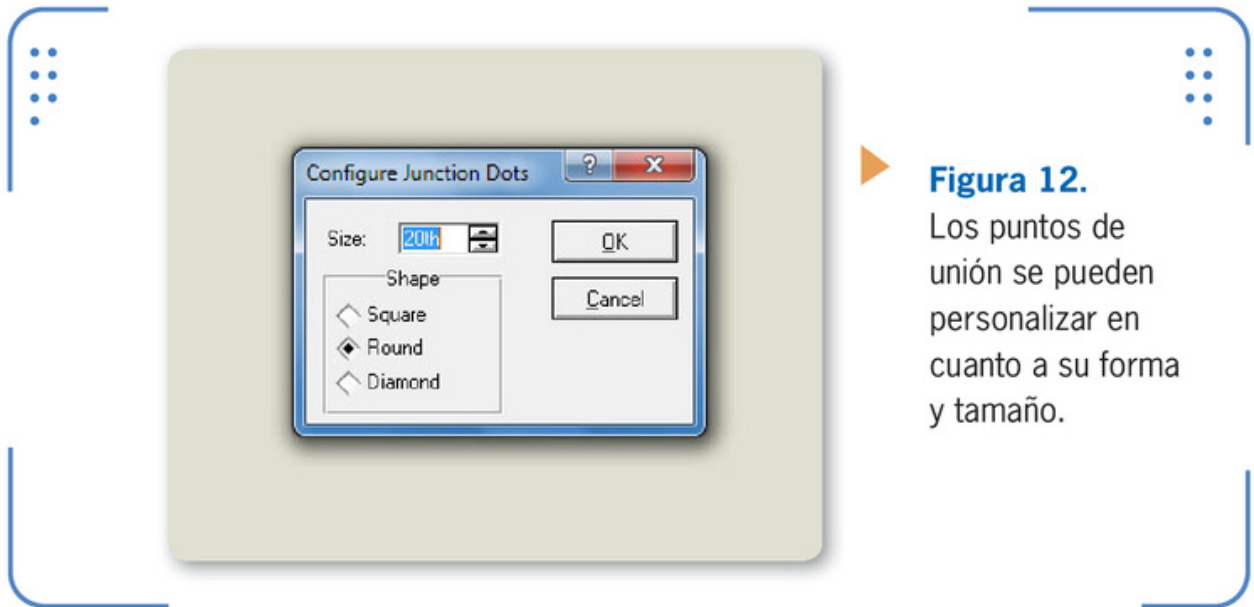 Configure Junction Dots
Size: 20th
OK
Shape
Cancel
Square
Round
Diamond
Figura 12.
Los puntos de
unión se pueden
personalizar en
cuanto a su forma
y tamaño.